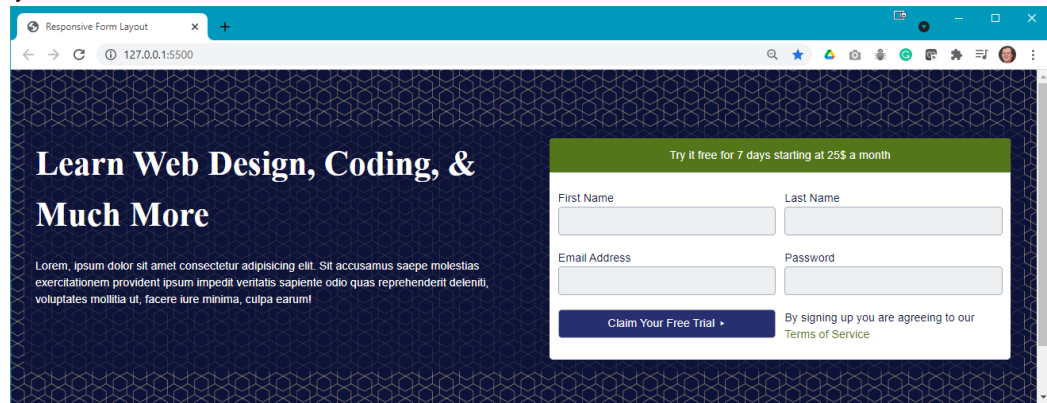 Responsive Form Layout
127.0.0.1:5500
Learn Web Design, Coding, &
Much More
Lorem, ipsum dolor sit amet consectetur adipisicing elit. Sit accusamus saepe molestias
exercitationem provident ipsum impedit veritatis sapiente odio quas reprehenderit deleniti,
voluptates mollitia ut, facere iure minima, culpa earum!
Try it free for 7 days starting at 25$ a month
First Name
Last Name
Email Address
Password
Claim Your Free Trial ▸
By signing up you are agreeing to our
Terms of Service